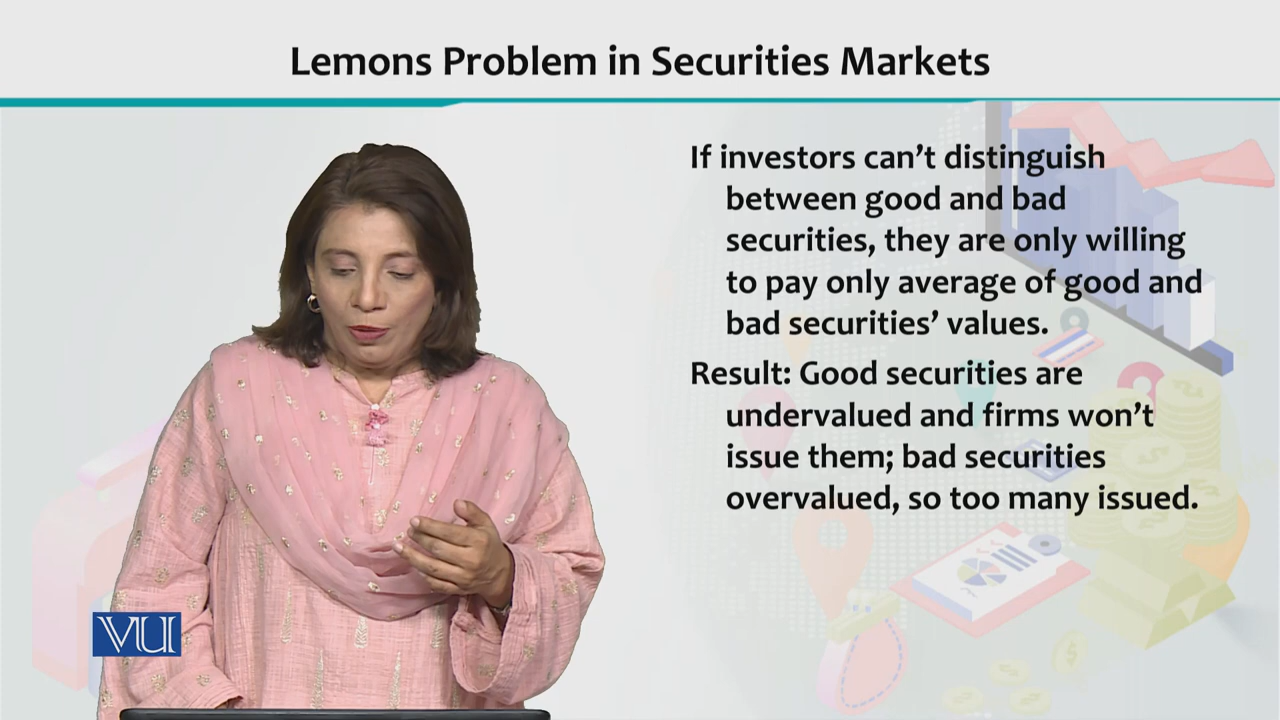 Lemons Problem in Securities Markets
If investors can't distinguish
between good and bad
securities, they are only willing
to pay only average of good and
bad securities' values.
Result: Good securities are
undervalued and firms won't
issue them; bad securities
overvalued, so too many issued.
VU